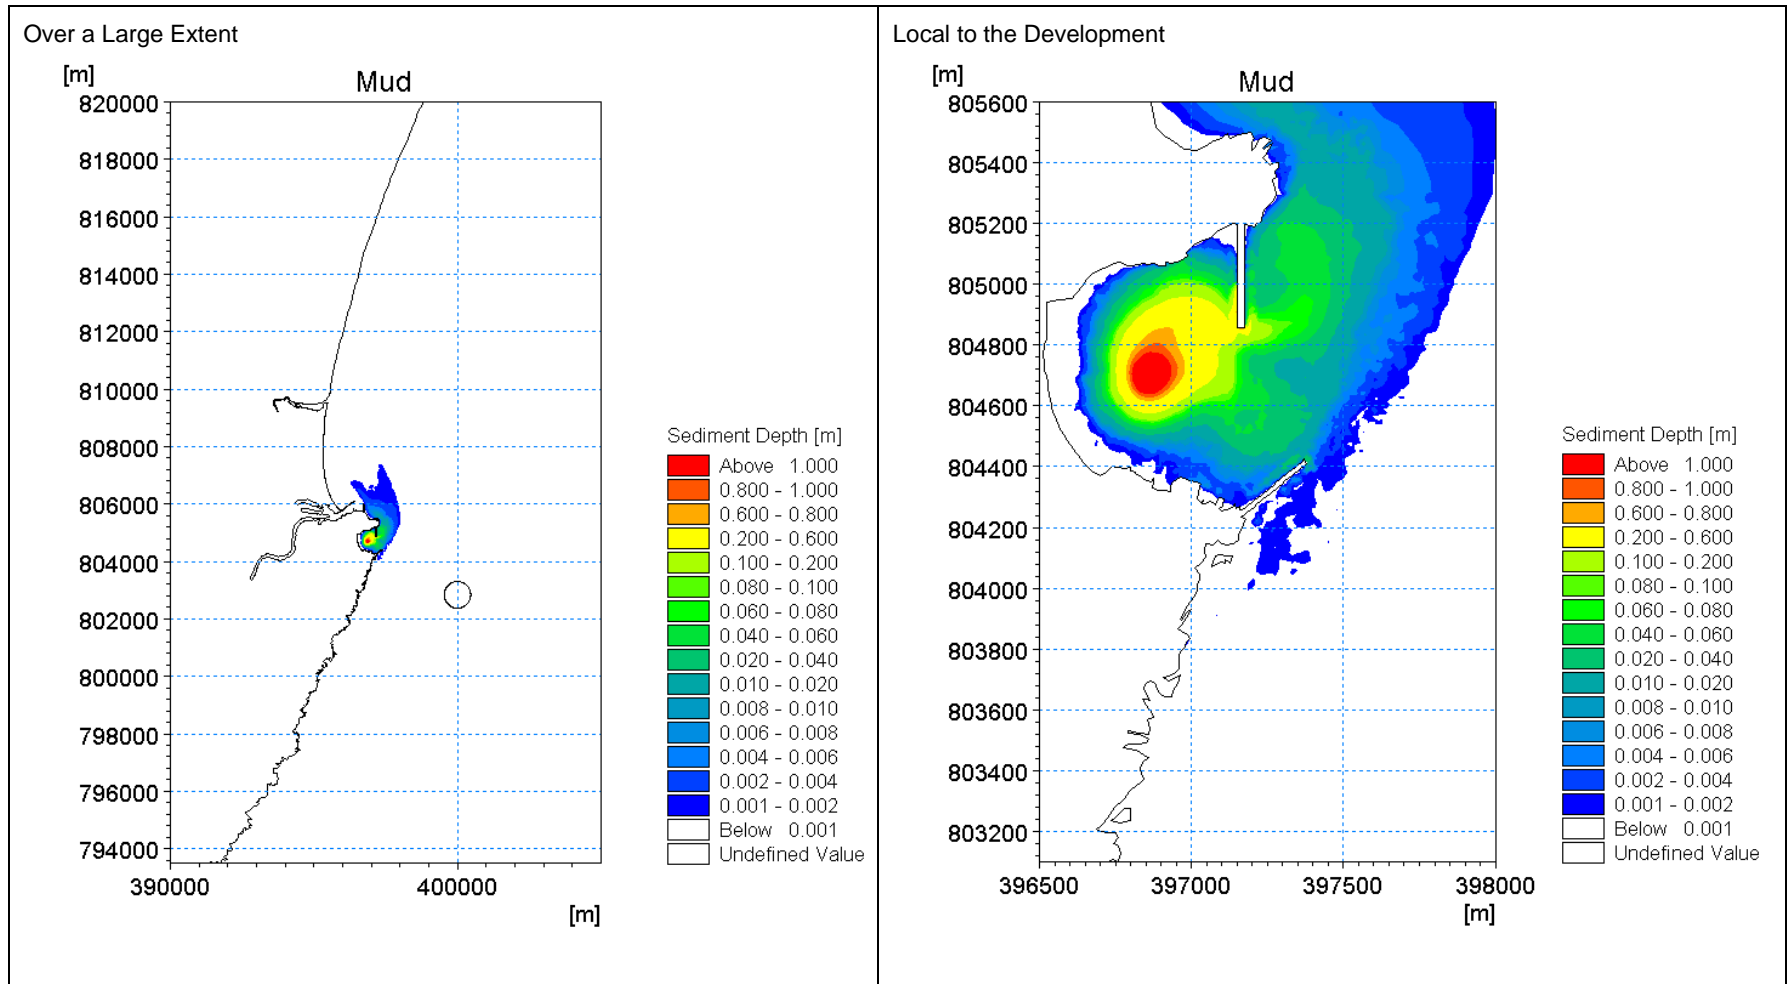 Over a Large Extent
[m]
Mud
820000
818000
816000
814000
812000
810000
808000
806000
804000
802000
800000
798000
796000
794000
390000 400000
[m]
Sediment Depth [m]
Above 1.000
0.800 - 1.000
0.600 - 0.800
0.200 - 0.600
0.100 - 0.200
0.080 - 0.100
0.060 - 0.080
0.040 - 0.060
0.020 - 0.040
0.010 - 0.020
0.008 - 0.010
0.006 - 0.008
0.004 - 0.006
0.002 - 0.004
0.001 - 0.002
Below 0.001
Undefined Value
Local to the Development
[m]
Mud
805600
805400
805200
805000
804800
804600
804400
804200
804000
803800
803600
803400
803200
396500 397000 397500 398000
[m]
Sediment Depth [m]
Above 1.000
0.800 - 1.000
0.600 - 0.800
0.200 - 0.600
0.100 - 0.200
0.080 - 0.100
0.060 - 0.080
0.040 - 0.060
0.020 - 0.040
0.010 - 0.020
0.008 - 0.010
0.006 - 0.008
0.004 - 0.006
0.002 - 0.004
0.001 - 0.002
Below 0.001
Undefined Value